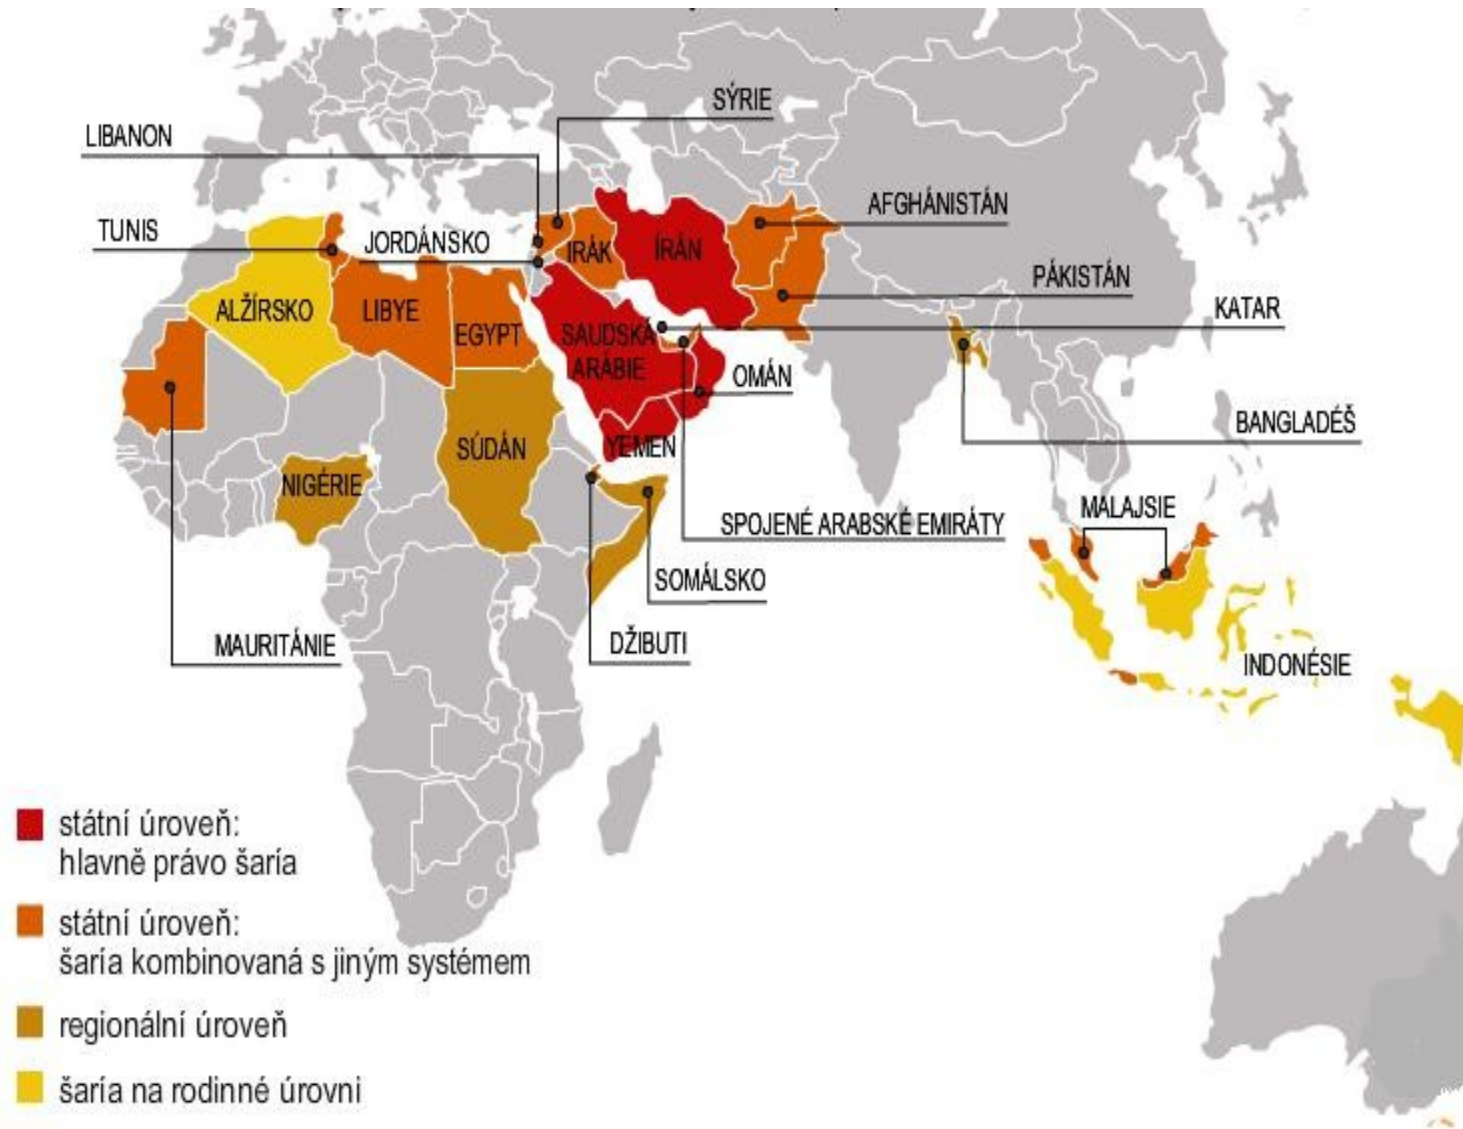 SÝRIE
LIBANON
AFGHÁNISTÁN
TUNIS
JORDÁNSKO
IRÁK
ÍRÁN
PÁKISTÁN
KATAR
ALŽÍRSKO
LIBYE
EGYPT
SAUDSKÁ
ARÁBIE
OMÁN
BANGLADÉŠ
SÚDÁN
YEMEN
NIGÉRIE
MALAJSIE
SPOJENÉ ARABSKÉ EMIRÁTY
SOMÁLSKO
MAURITÁNIE
DŽIBUTI
INDONÉSIE
státní úroveň:
hlavně právo šaría
státní úroveň:
šaría kombinovaná s jiným systémem
regionální úroveň
šaría na rodinné úrovni